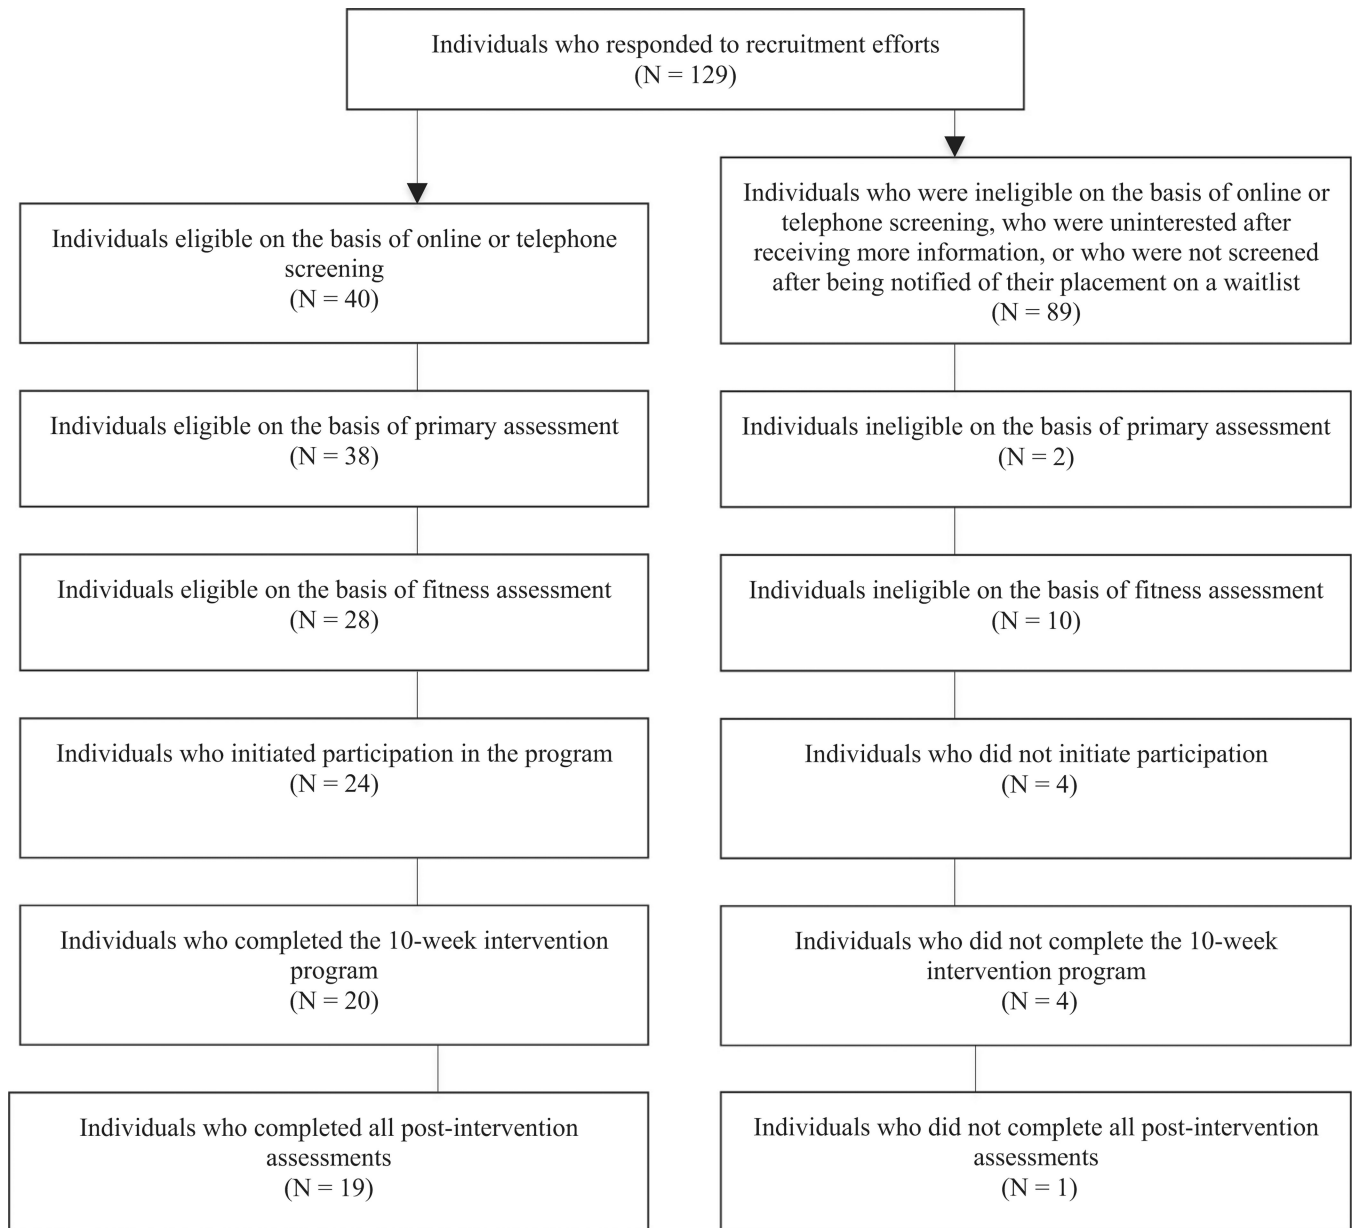 Individuals who responded to recruitment efforts
(N = 129)
Individuals eligible on the basis of online or telephone
screening
(N = 40)
Individuals who were ineligible on the basis of online or
telephone screening, who were uninterested after
receiving more information, or who were not screened
after being notified of their placement on a waitlist
(N = 89)
Individuals eligible on the basis of primary assessment
(N = 38)
Individuals ineligible on the basis of primary assessment
(N = 2)
Individuals eligible on the basis of fitness assessment
(N = 28)
Individuals ineligible on the basis of fitness assessment
(N = 10)
Individuals who initiated participation in the program
(N = 24)
Individuals who did not initiate participation
(N = 4)
Individuals who completed the 10-week intervention
program
(N = 20)
Individuals who did not complete the 10-week
intervention program
(N = 4)
Individuals who completed all post-intervention
assessments
(N = 19)
Individuals who did not complete all post-intervention
assessments
(N = 1)